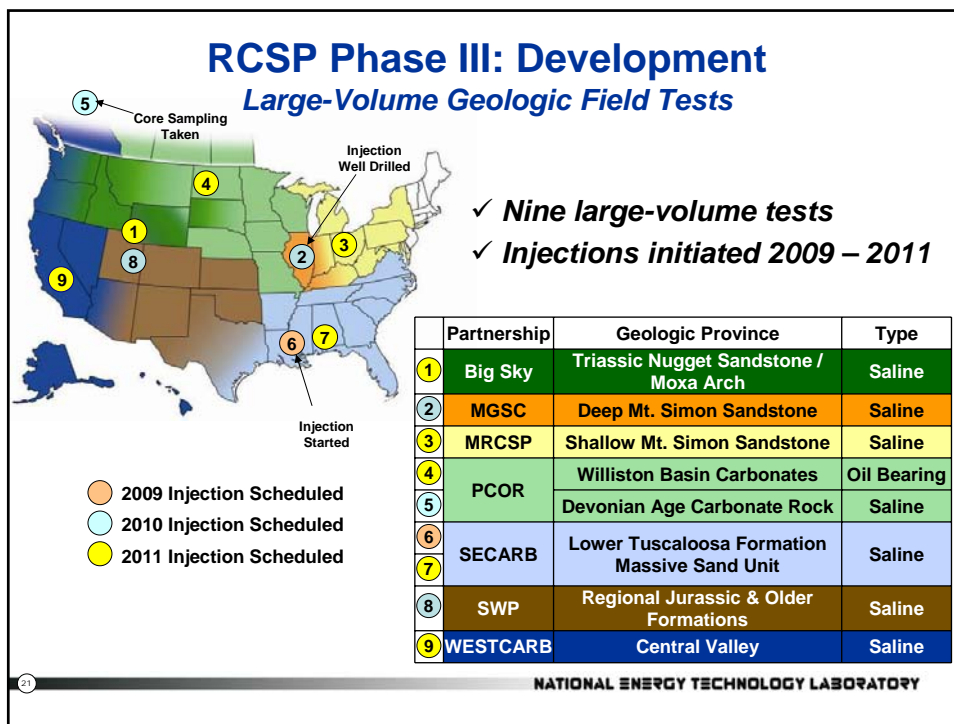 RCSP Phase III: Development
Large-Volume Geologic Field Tests
5
Core Sampling
Taken
Injection
Well Drilled
4
1
2
3
8
9
6
7
Injection
Started
✓ Nine large-volume tests
✓ Injections initiated 2009 – 2011
2009 Injection Scheduled
2010 Injection Scheduled
2011 Injection Scheduled
Partnership Geologic Province Type
1 Big Sky Triassic Nugget Sandstone /
Moxa Arch Saline
2 MGSC Deep Mt. Simon Sandstone Saline
3 MRCSP Shallow Mt. Simon Sandstone Saline
4 PCOR Williston Basin Carbonates Oil Bearing
5 Devonian Age Carbonate Rock Saline
6 SECARB Lower Tuscaloosa Formation
7 Massive Sand Unit Saline
8 SWP Regional Jurassic & Older
Formations Saline
9 WESTCARB Central Valley Saline
21
NATIONAL ENERGY TECHNOLOGY LABORATORY